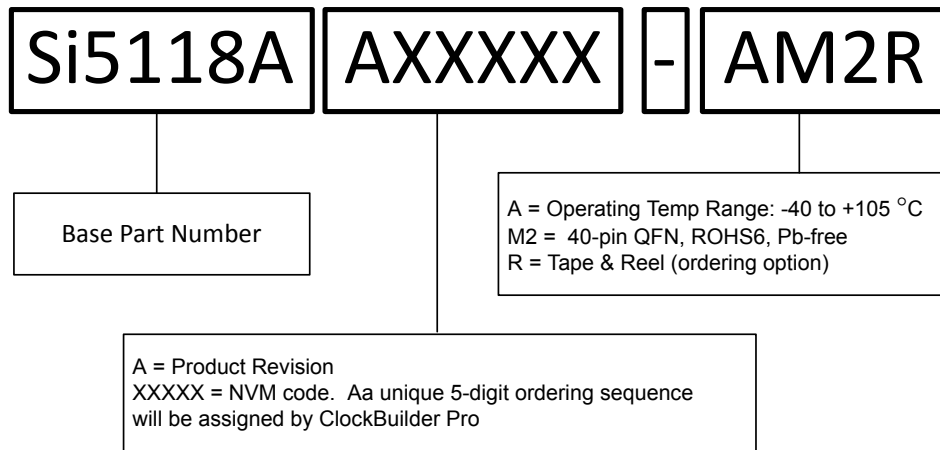 Si5118A AXXXXX - AM2R
Base Part Number
A = Operating Temp Range: -40 to +105 °C
M2 = 40-pin QFN, ROHS6, Pb-free
R = Tape & Reel (ordering option)
A = Product Revision
XXXXX = NVM code. Aa unique 5-digit ordering sequence
will be assigned by ClockBuilder Pro